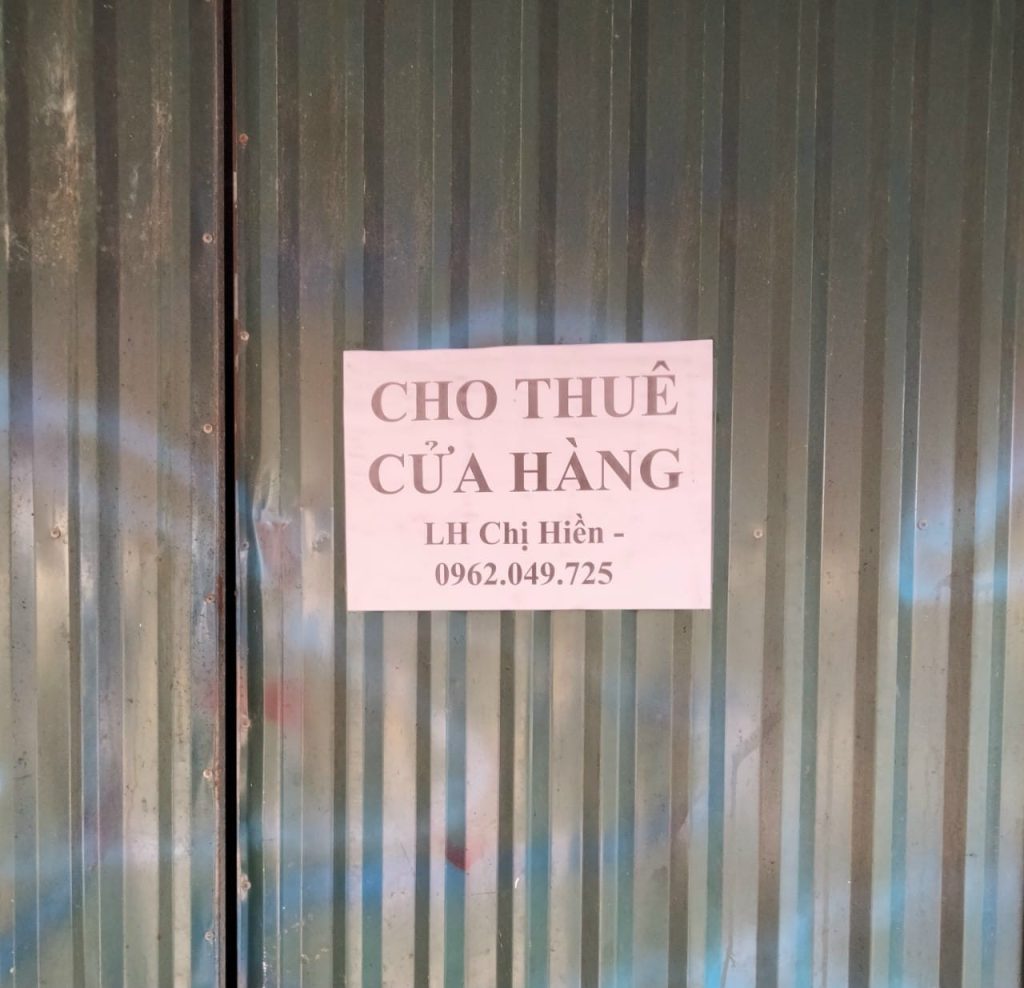 CHO THUÊ
CỬA HÀNG
LH Chị Hiền -
0962.049.725